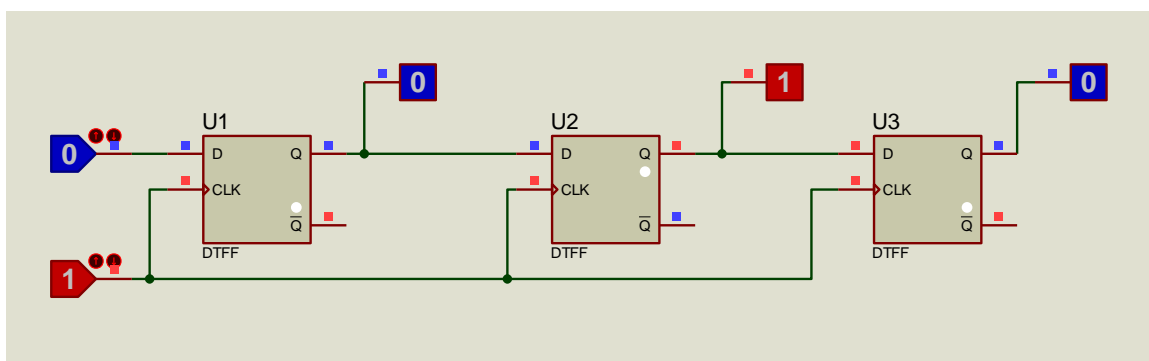 0 1 0
U1 U2 U3
0 D Q D Q D Q
CLK CLK CLK
Q Q Q
DTFF DTFF DTFF
1